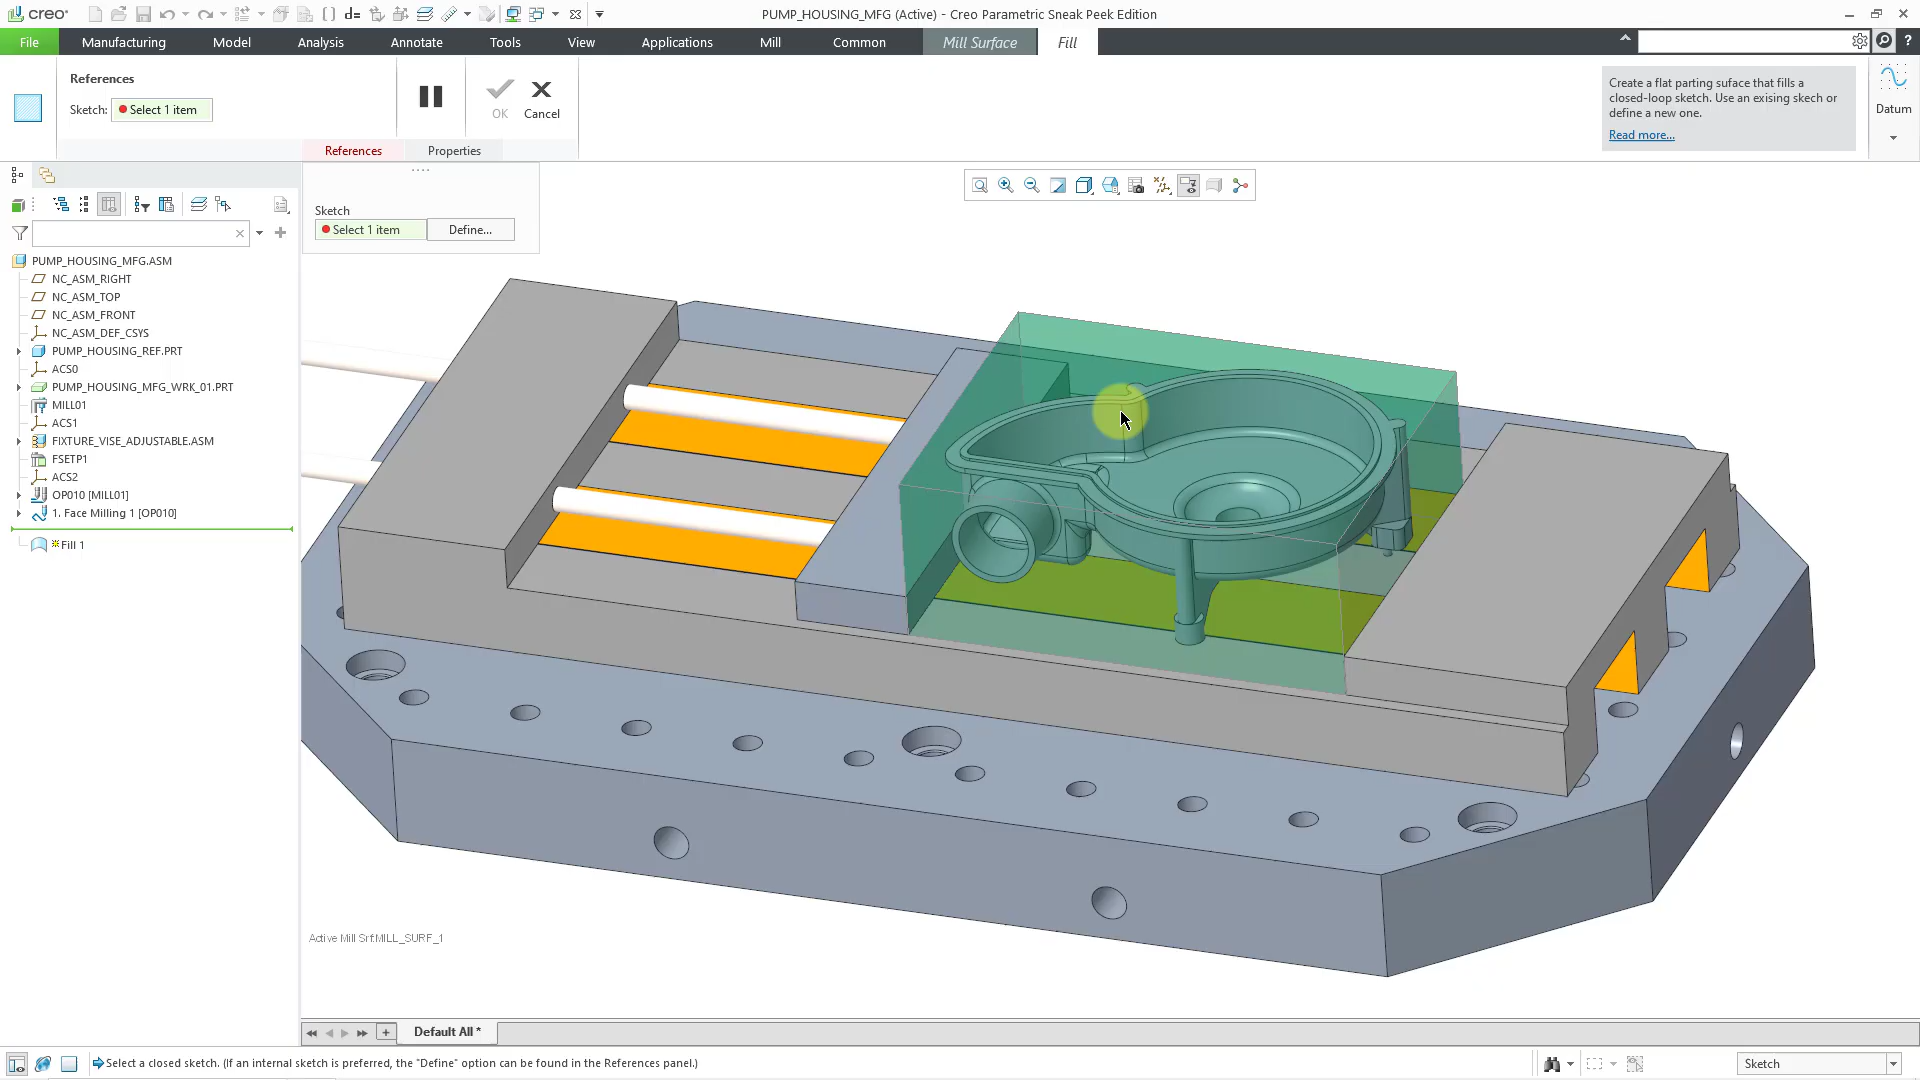 creo
PUMP_HOUSING_MFG (Active) - Creo Parametric Sneak Peek Edition
File
Manufacturing
Model
Analysis
Annotate
Tools
View
Applications
Mill
Common
Mill Surface
Fill
References
Sketch:
Select 1 item
OK
Cancel
References
Properties
Create a flat parting suface that fills a
closed-loop sketch. Use an exising skech or
define a new one.
Read more...
Datum
Sketch
Select 1 item
Define...
PUMP_HOUSING_MFG.ASM
NC_ASM_RIGHT
NC_ASM_TOP
NC_ASM_FRONT
NC_ASM_DEF_CSYS
PUMP_HOUSING_REF.PRT
ACS0
PUMP_HOUSING_MFG_WRK_01.PRT
MILL01
ACS1
FIXTURE_VISE_ADJUSTABLE.ASM
FSETP1
ACS2
OP010 [MILL01]
1. Face Milling 1 [OP010]
Fill 1
Active Mill Srf:MILL_SURF_1
Default All *
Select a closed sketch. (If an internal sketch is preferred, the "Define" option can be found in the References panel.)
Sketch